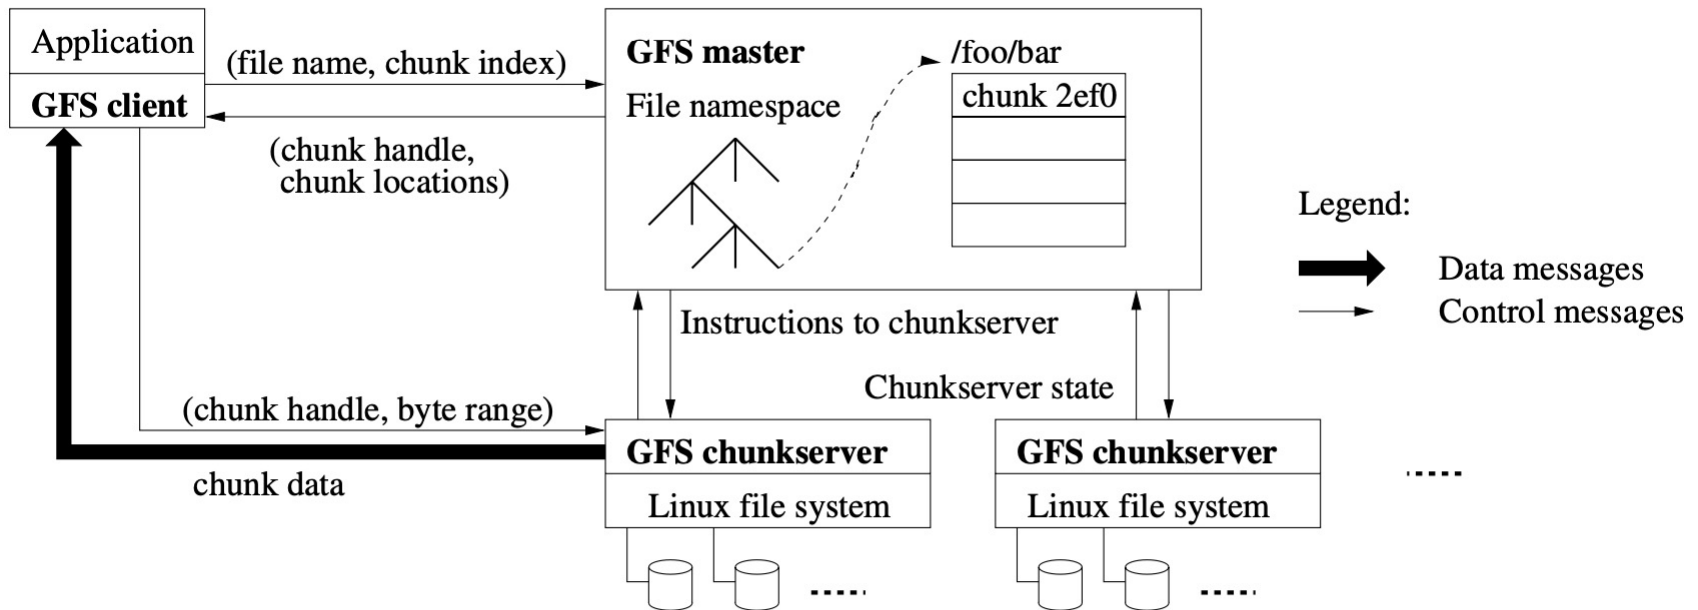 Application
GFS client
(file name, chunk index)
(chunk handle,
chunk locations)
GFS master
File namespace
/foo/bar
chunk 2ef0
Legend:
Data messages
Control messages
Instructions to chunkserver
Chunkserver state
(chunk handle, byte range)
chunk data
GFS chunkserver
Linux file system
GFS chunkserver
Linux file system